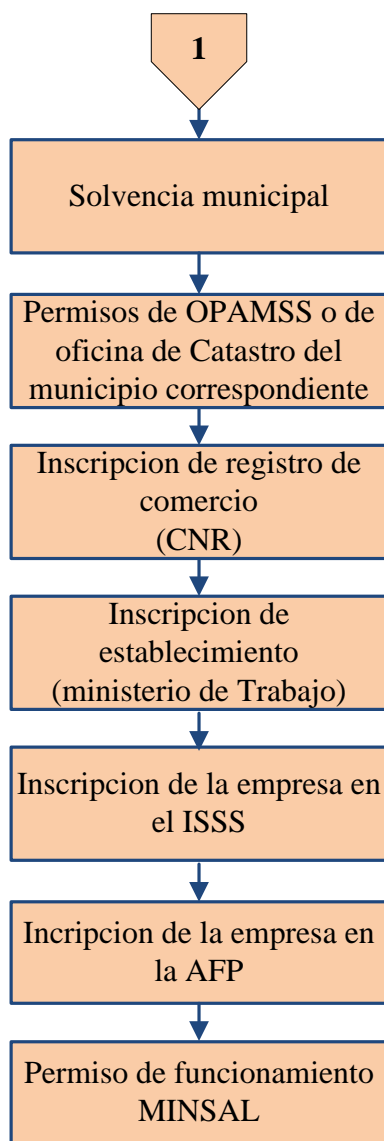 1
Solvencia municipal
Permisos de OPAMSS o de
oficina de Catastro del
municipio correspondiente
Inscripcion de registro de
comercio
(CNR)
Inscripcion de
establecimiento
(ministerio de Trabajo)
Inscripcion de la empresa en
el ISSS
Incripcion de la empresa en
la AFP
Permiso de funcionamiento
MINSAL